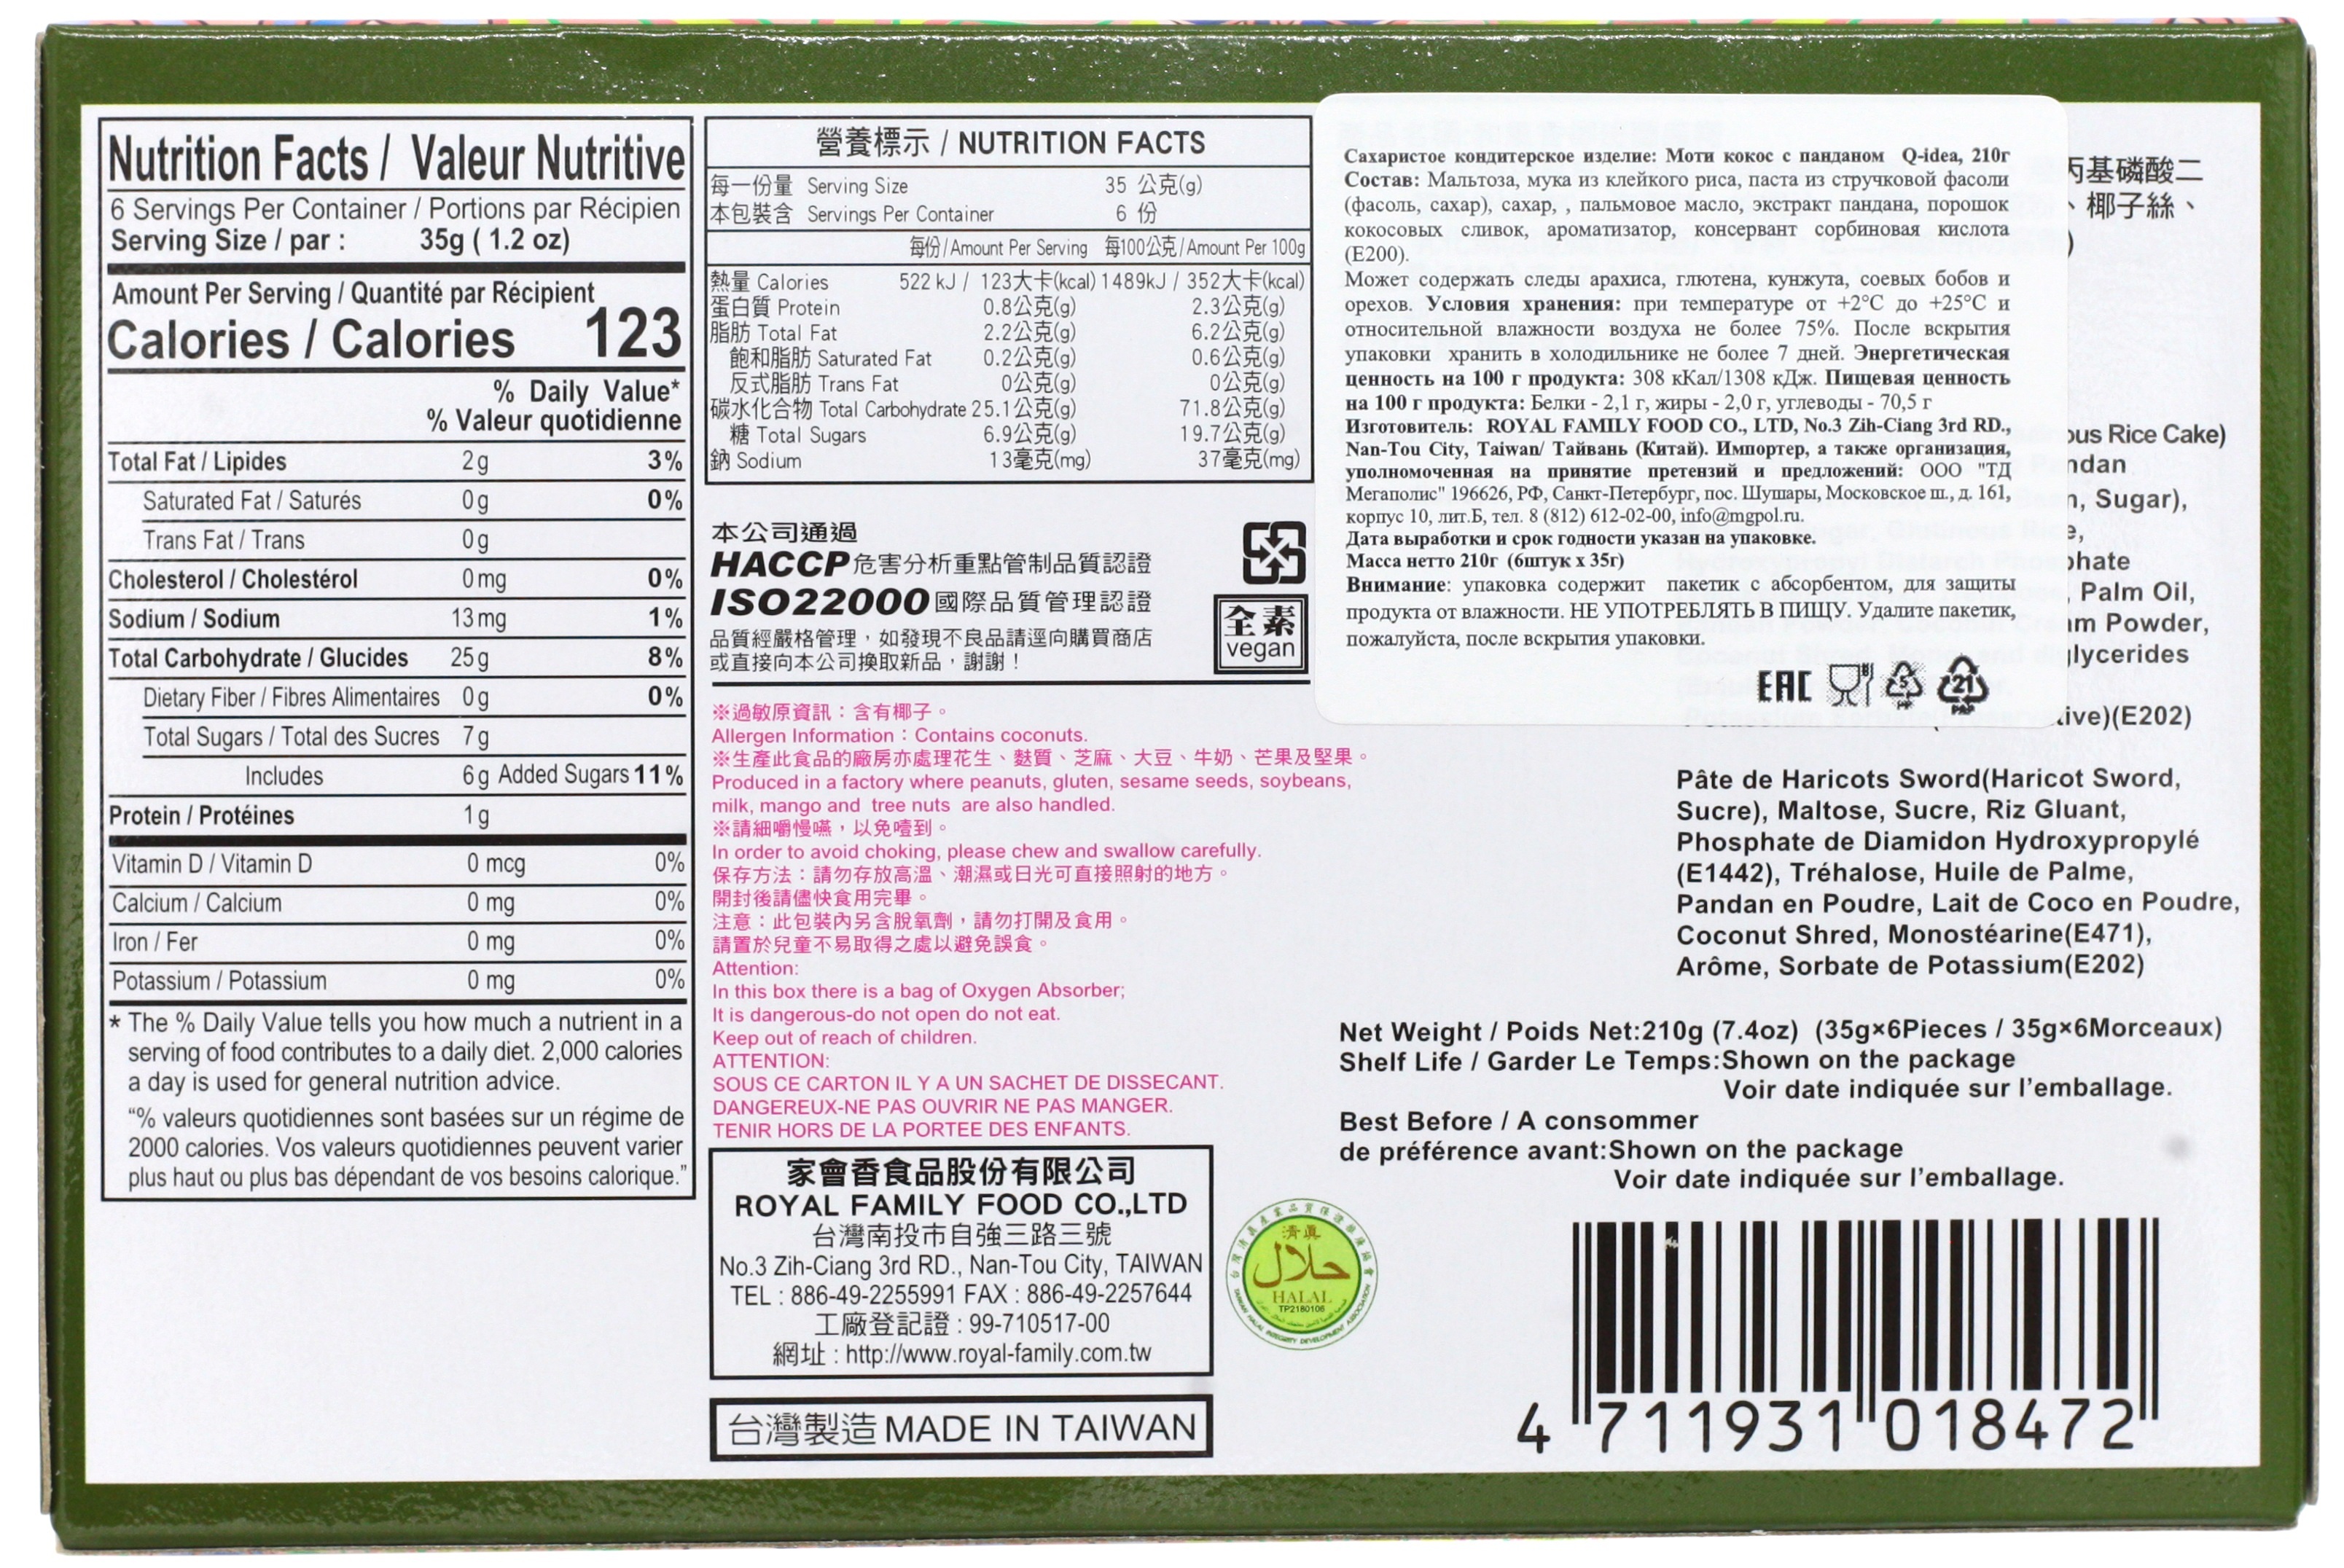 Nutrition Facts / Valeur Nutritive
6 Servings Per Container / Portions par Récipien
Serving Size / par : 35g ( 1.2 oz)
Amount Per Serving / Quantité par Récipient
Calories / Calories 123
% Daily Value*
% Valeur quotidienne
Total Fat / Lipides 2g 3%
Saturated Fat / Saturés 0g 0%
Trans Fat / Trans 0g
Cholesterol / Cholestérol 0mg 0%
Sodium / Sodium 13mg 1%
Total Carbohydrate / Glucides 25g 8%
Dietary Fiber / Fibres Alimentaires 0g 0%
Total Sugars / Total des Sucres 7g
Includes 6g Added Sugars 11%
Protein / Protéines 1g
Vitamin D / Vitamin D 0 mcg 0%
Calcium / Calcium 0 mg 0%
Iron / Fer 0 mg 0%
Potassium / Potassium 0 mg 0%
* The % Daily Value tells you how much a nutrient in a
serving of food contributes to a daily diet. 2,000 calories
a day is used for general nutrition advice.
“% valeurs quotidiennes sont basées sur un régime de
2000 calories. Vos valeurs quotidiennes peuvent varier
plus haut ou plus bas dépendant de vos besoins calorique.”
營養標示 / NUTRITION FACTS
每一份量 Serving Size 35 公克(g)
本包裝含 Servings Per Container 6 份
每份/Amount Per Serving 每100公克/Amount Per 100g
熱量 Calories 522 kJ / 123大卡(kcal) 1489kJ / 352大卡(kcal)
蛋白質 Protein 0.8公克(g) 2.3公克(g)
脂肪 Total Fat 2.2公克(g) 6.2公克(g)
飽和脂肪 Saturated Fat 0.2公克(g) 0.6公克(g)
反式脂肪 Trans Fat 0公克(g) 0公克(g)
碳水化合物 Total Carbohydrate 25.1公克(g) 71.8公克(g)
糖 Total Sugars 6.9公克(g) 19.7公克(g)
鈉 Sodium 13毫克(mg) 37毫克(mg)
本公司通過
HACCP危害分析重點管制品質認證
ISO22000國際品質管理認證
品質經嚴格管理，如發現不良品請逕向購買商店
或直接向本公司換取新品，謝謝！
全素
vegan
※過敏原資訊：含有椰子。
Allergen Information：Contains coconuts.
※生產此食品的廠房亦處理花生、麩質、芝麻、大豆、牛奶、芒果及堅果。
Produced in a factory where peanuts, gluten, sesame seeds, soybeans,
milk, mango and tree nuts are also handled.
※請細嚼慢嚥，以免噎到。
In order to avoid choking, please chew and swallow carefully.
保存方法：請勿存放高溫、潮濕或日光可直接照射的地方。
開封後請儘快食用完畢。
注意：此包裝內另含脫氧劑，請勿打開及食用。
請置於兒童不易取得之處以避免誤食。
Attention:
In this box there is a bag of Oxygen Absorber;
It is dangerous-do not open do not eat.
Keep out of reach of children.
ATTENTION:
SOUS CE CARTON IL Y A UN SACHET DE DISSECANT.
DANGEREUX-NE PAS OUVRIR NE PAS MANGER.
TENIR HORS DE LA PORTEE DES ENFANTS.
家會香食品股份有限公司
ROYAL FAMILY FOOD CO.,LTD
台灣南投市自強三路三號
No.3 Zih-Ciang 3rd RD., Nan-Tou City, TAIWAN
TEL : 886-49-2255991 FAX : 886-49-2257644
工廠登記證 : 99-710517-00
網址 : http://www.royal-family.com.tw
台灣製造 MADE IN TAIWAN
清真
حلال
HALAL
TP2180106
Сахаристое кондитерское изделие: Моти кокос с панданом Q-idea, 210г
Состав: Мальтоза, мука из клейкого риса, паста из стручковой фасоли
(фасоль, сахар), сахар, , пальмовое масло, экстракт пандана, порошок
кокосовых сливок, ароматизатор, консервант сорбиновая кислота
(E200).
Может содержать следы арахиса, глютена, кунжута, соевых бобов и
орехов. Условия хранения: при температуре от +2°C до +25°C и
относительной влажности воздуха не более 75%. После вскрытия
упаковки хранить в холодильнике не более 7 дней. Энергетическая
ценность на 100 г продукта: 308 кКал/1308 кДж. Пищевая ценность
на 100 г продукта: Белки - 2,1 г, жиры - 2,0 г, углеводы - 70,5 г
Изготовитель: ROYAL FAMILY FOOD CO., LTD, No.3 Zih-Ciang 3rd RD.,
Nan-Tou City, Taiwan/ Тайвань (Китай). Импортер, а также организация,
уполномоченная на принятие претензий и предложений: ООО "ТД
Мегаполис" 196626, РФ, Санкт-Петербург, пос. Шушары, Московское ш., д. 161,
корпус 10, лит.Б, тел. 8 (812) 612-02-00, info@mgpol.ru.
Дата выработки и срок годности указан на упаковке.
Масса нетто 210г (6штук х 35г)
Внимание: упаковка содержит пакетик с абсорбентом, для защиты
продукта от влажности. НЕ УПОТРЕБЛЯТЬ В ПИЩУ. Удалите пакетик,
пожалуйста, после вскрытия упаковки.
EAC 5 21 PAP
丙基磷酸二
、椰子絲、
)
ous Rice Cake)
ndan
n, Sugar),
e,
phate
, Palm Oil,
am Powder,
glycerides
tive)(E202)
Pâte de Haricots Sword(Haricot Sword,
Sucre), Maltose, Sucre, Riz Gluant,
Phosphate de Diamidon Hydroxypropylé
(E1442), Tréhalose, Huile de Palme,
Pandan en Poudre, Lait de Coco en Poudre,
Coconut Shred, Monostéarine(E471),
Arôme, Sorbate de Potassium(E202)
Net Weight / Poids Net:210g (7.4oz) (35g×6Pieces / 35g×6Morceaux)
Shelf Life / Garder Le Temps:Shown on the package
Voir date indiquée sur l’emballage.
Best Before / A consommer
de préférence avant:Shown on the package
Voir date indiquée sur l’emballage.
4 711931 018472